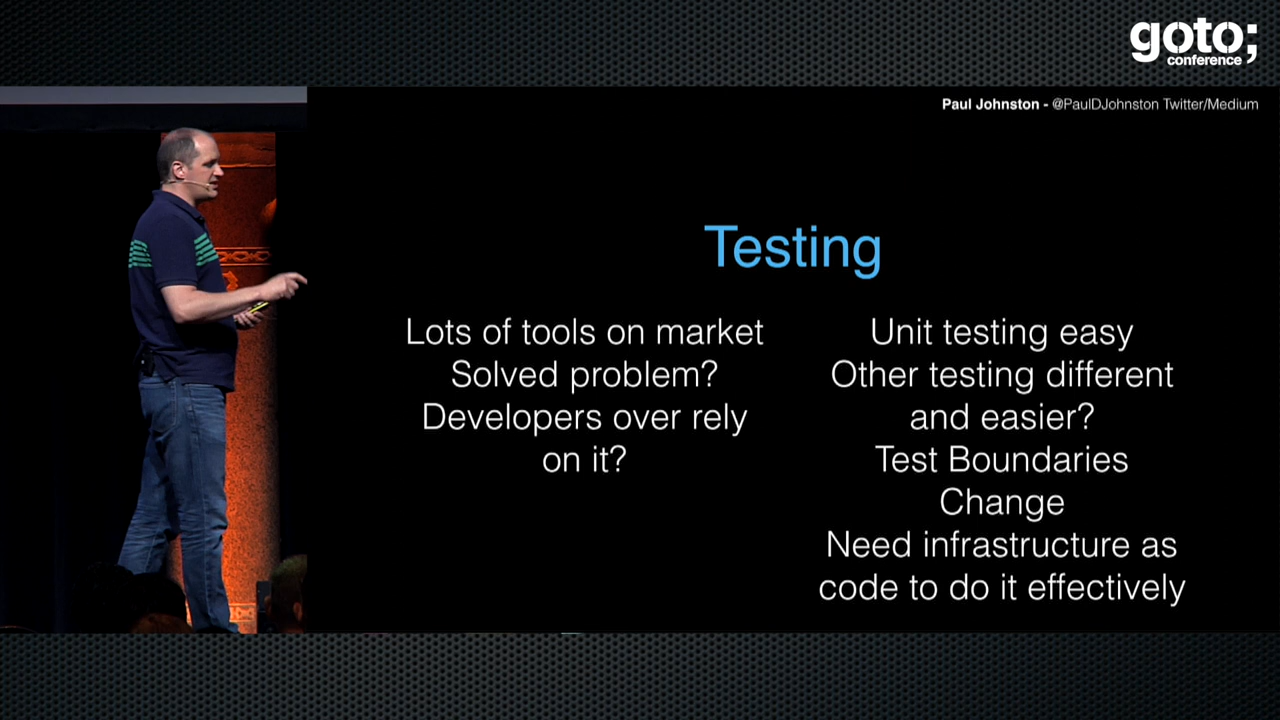 goto;
conference
Paul Johnston - @PaulDJohnston Twitter/Medium
Testing
Lots of tools on market
Solved problem?
Developers over rely
on it?
Unit testing easy
Other testing different
and easier?
Test Boundaries
Change
Need infrastructure as
code to do it effectively